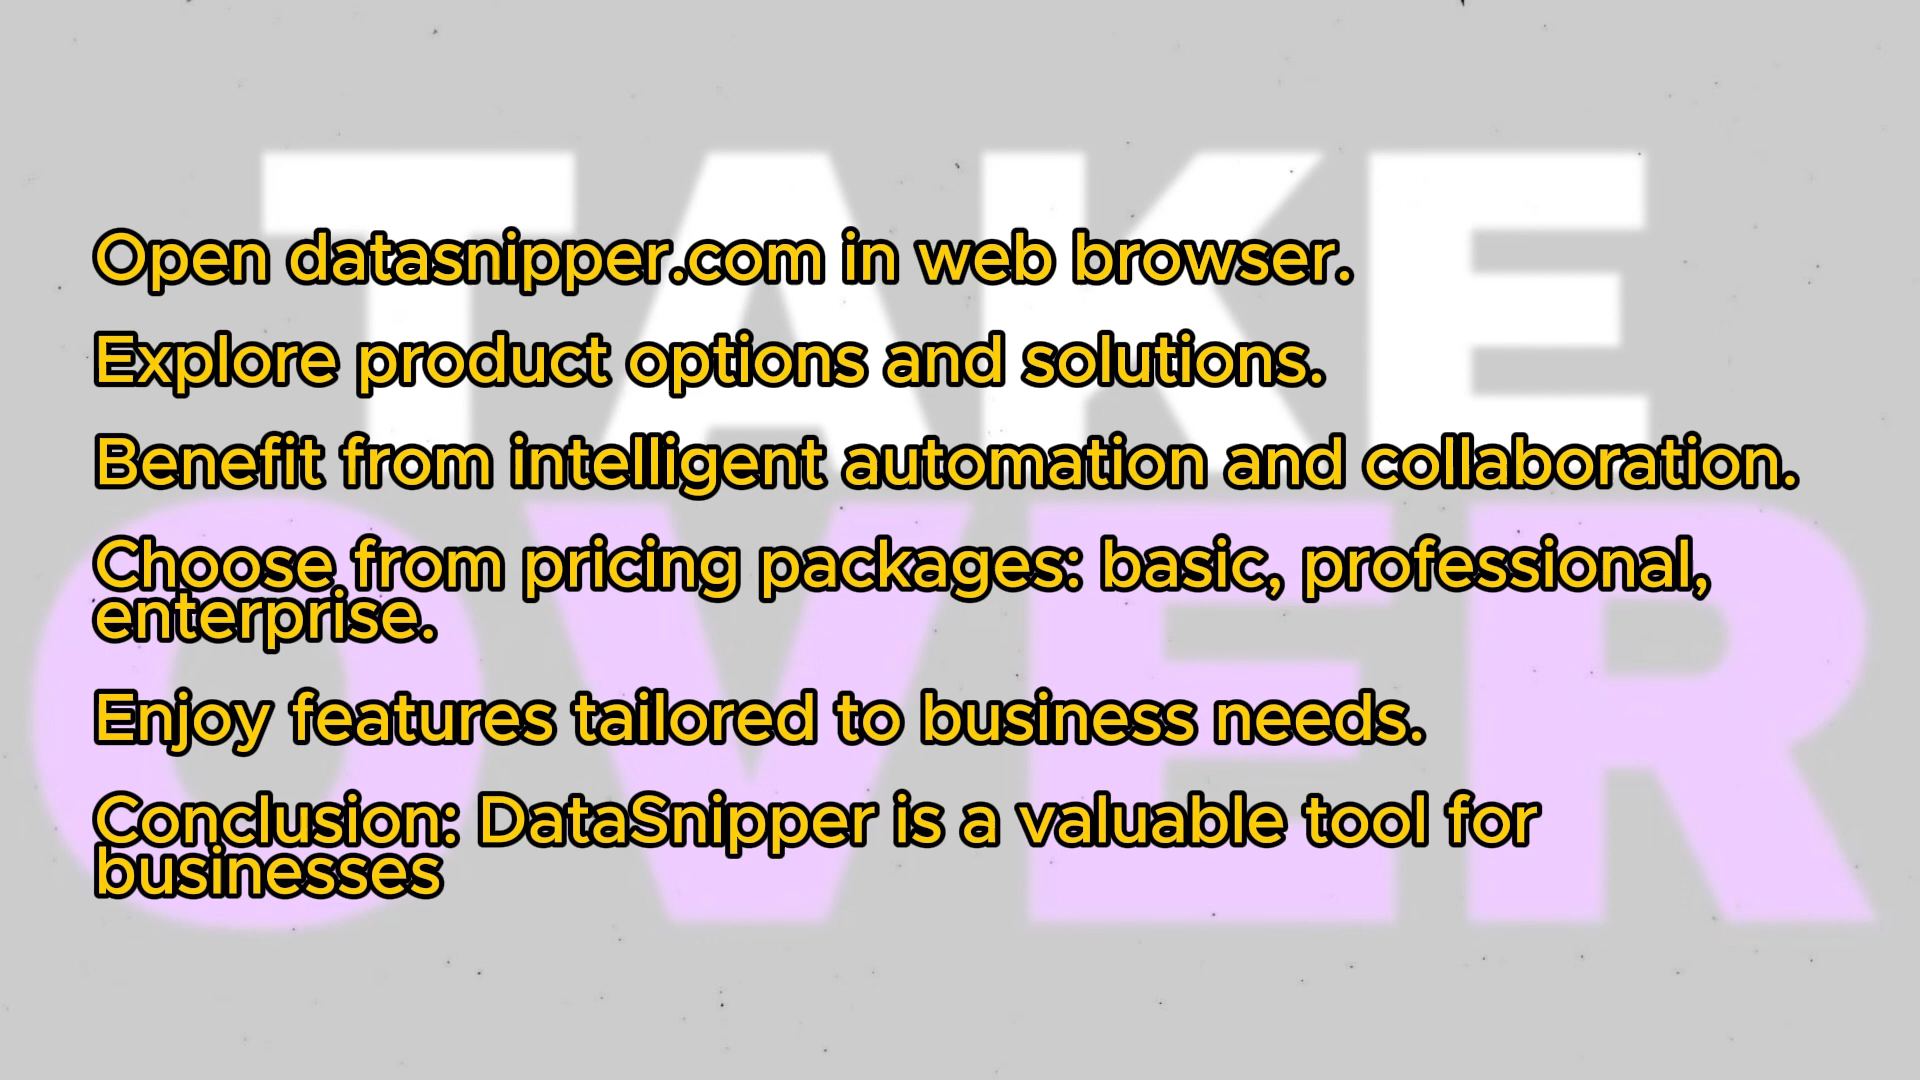 TAKE
OVER
Open datasnipper.com in web browser.
Explore product options and solutions.
Benefit from intelligent automation and collaboration.
Choose from pricing packages: basic, professional,
enterprise.
Enjoy features tailored to business needs.
Conclusion: DataSnipper is a valuable tool for
businesses